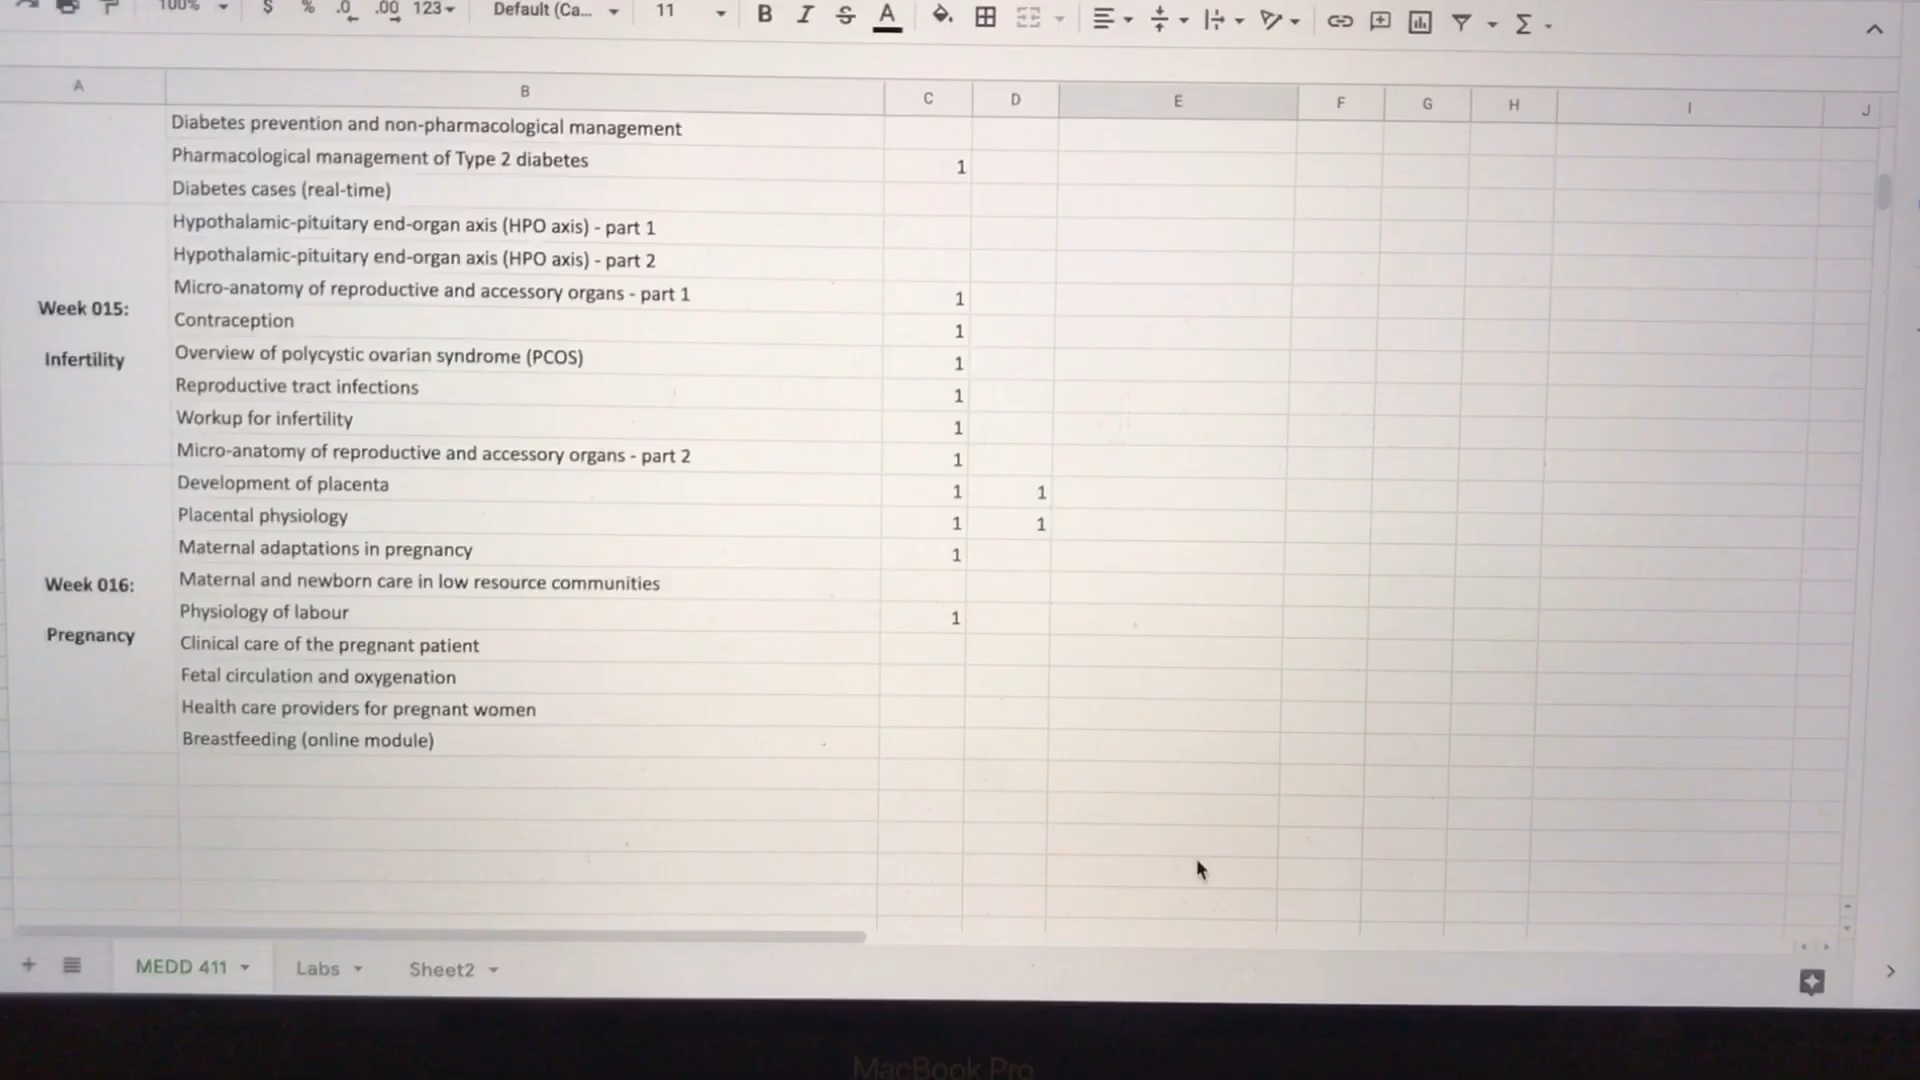 100% $ % .0 .00 123 Default (Ca... 11 B I S A
A B C D E F G H I J
Diabetes prevention and non-pharmacological management
Pharmacological management of Type 2 diabetes 1
Diabetes cases (real-time)
Hypothalamic-pituitary end-organ axis (HPO axis) - part 1
Hypothalamic-pituitary end-organ axis (HPO axis) - part 2
Micro-anatomy of reproductive and accessory organs - part 1 1
Week 015:
Contraception 1
Infertility
Overview of polycystic ovarian syndrome (PCOS) 1
Reproductive tract infections 1
Workup for infertility 1
Micro-anatomy of reproductive and accessory organs - part 2 1
Development of placenta 1 1
Placental physiology 1 1
Maternal adaptations in pregnancy 1
Week 016:
Maternal and newborn care in low resource communities
Physiology of labour 1
Pregnancy
Clinical care of the pregnant patient
Fetal circulation and oxygenation
Health care providers for pregnant women
Breastfeeding (online module)
MEDD 411 Labs Sheet2
MacBook Pro